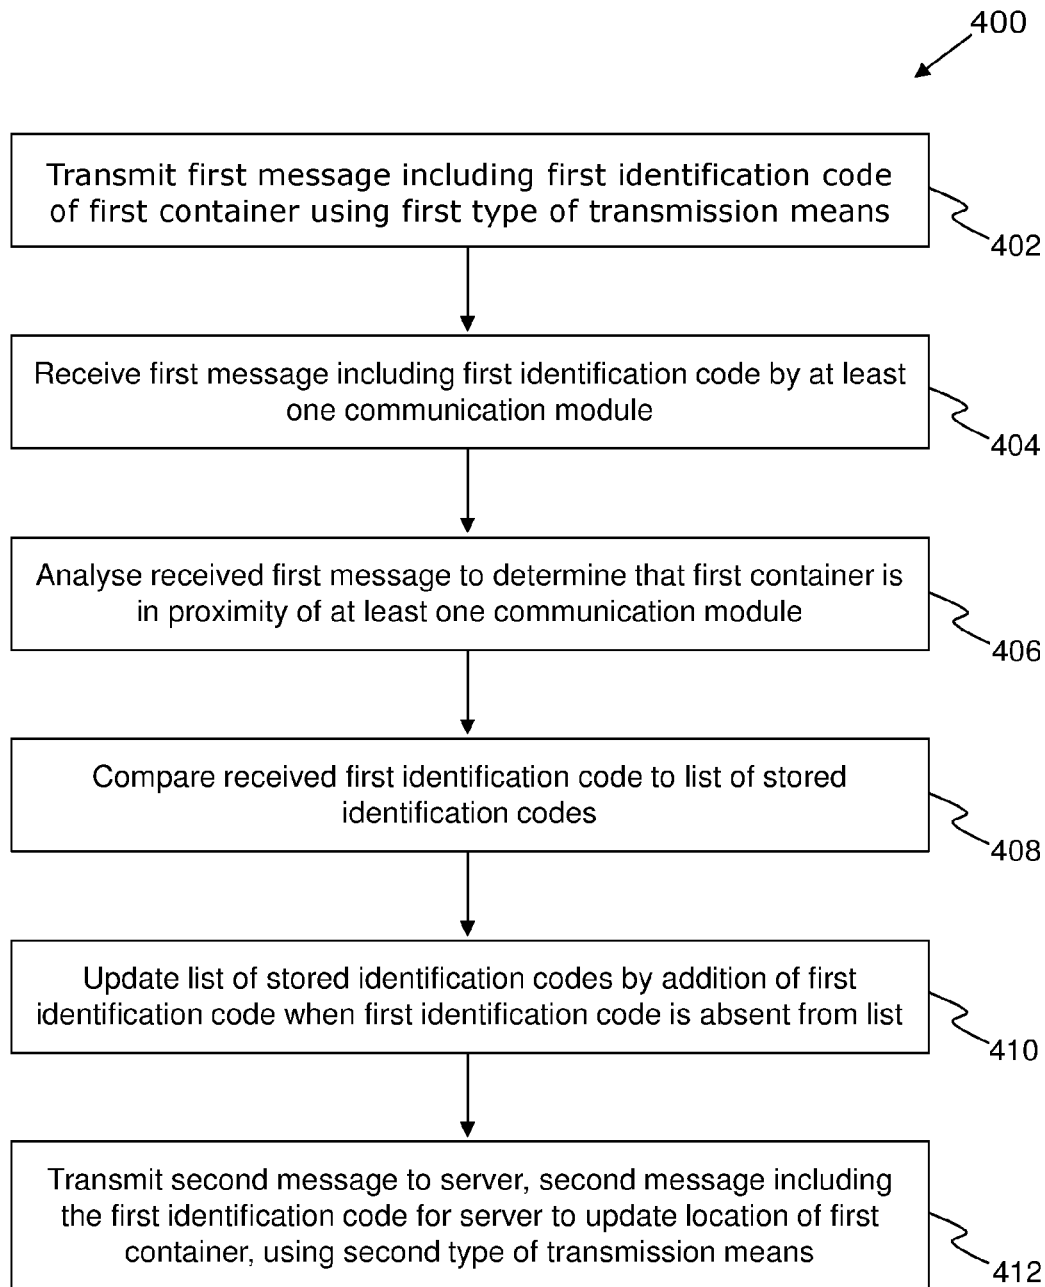 400
Transmit first message including first identification code
of first container using first type of transmission means
402
Receive first message including first identification code by at least
one communication module
404
Analyse received first message to determine that first container is
in proximity of at least one communication module
406
Compare received first identification code to list of stored
identification codes
408
Update list of stored identification codes by addition of first
identification code when first identification code is absent from list
410
Transmit second message to server, second message including
the first identification code for server to update location of first
container, using second type of transmission means
412